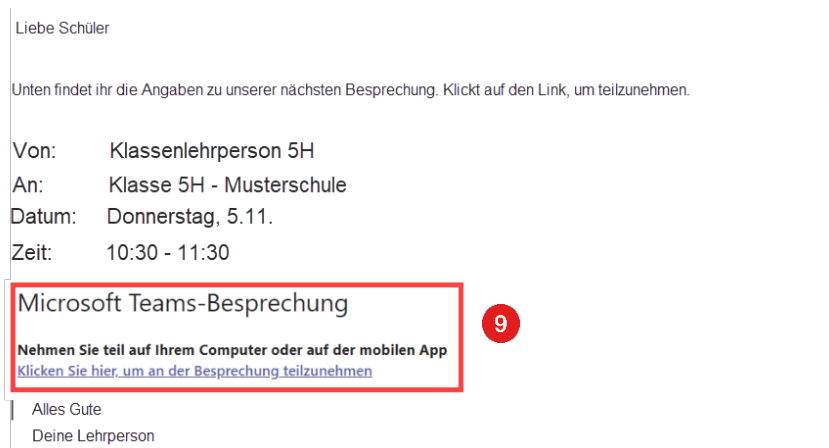 Liebe Schüler
Unten findet ihr die Angaben zu unserer nächsten Besprechung. Klickt auf den Link, um teilzunehmen.
Von: Klassenlehrperson 5H
An: Klasse 5H - Musterschule
Datum: Donnerstag, 5.11.
Zeit: 10:30 - 11:30
Microsoft Teams-Besprechung
9
Nehmen Sie teil auf Ihrem Computer oder auf der mobilen App
Klicken Sie hier, um an der Besprechung teilzunehmen
Alles Gute
Deine Lehrperson